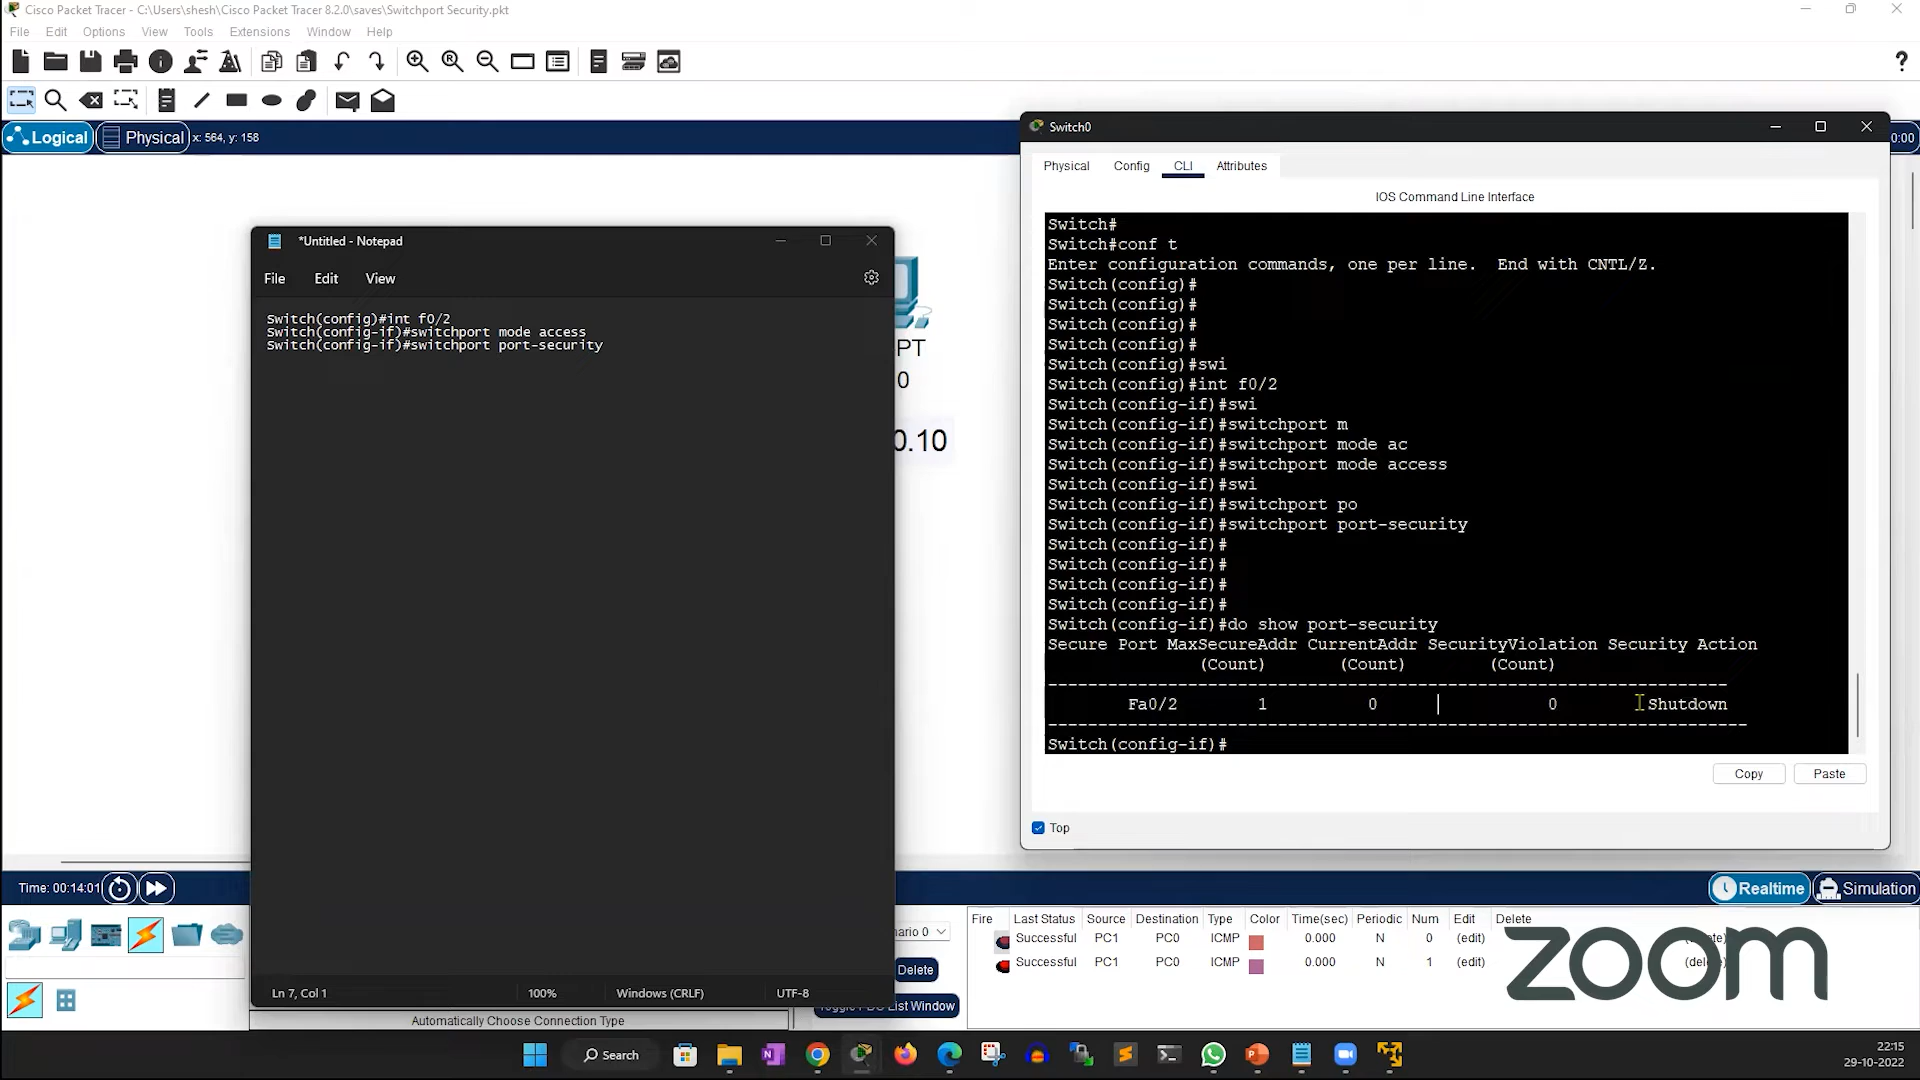 Cisco Packet Tracer - C:\Users\shesh\Cisco Packet Tracer 8.2.0\saves\Switchport Security.pkt
File Edit Options View Tools Extensions Window Help
Logical Physical x: 564, y: 158
0:00
Switch0
Physical Config CLI Attributes
IOS Command Line Interface
Switch#
Switch#conf t
Enter configuration commands, one per line.  End with CNTL/Z.
Switch(config)#
Switch(config)#
Switch(config)#
Switch(config)#
Switch(config)#swi
Switch(config)#int f0/2
Switch(config-if)#swi
Switch(config-if)#switchport m
Switch(config-if)#switchport mode ac
Switch(config-if)#switchport mode access
Switch(config-if)#swi
Switch(config-if)#switchport po
Switch(config-if)#switchport port-security
Switch(config-if)#
Switch(config-if)#
Switch(config-if)#
Switch(config-if)#
Switch(config-if)#do show port-security
Secure Port MaxSecureAddr CurrentAddr SecurityViolation Security Action
(Count) (Count) (Count)
--------------------------------------------------------------------
Fa0/2 1 0 0 Shutdown
----------------------------------------------------------------------
Switch(config-if)#
Copy Paste
Top
*Untitled - Notepad
File Edit View
Switch(config)#int f0/2
Switch(config-if)#switchport mode access
Switch(config-if)#switchport port-security
Ln 7, Col 1 100% Windows (CRLF) UTF-8
PT
0
0.10
Time: 00:14:01
Realtime Simulation
nario 0
Delete
List Window
Automatically Choose Connection Type
Fire Last Status Source Destination Type Color Time(sec) Periodic Num Edit Delete
Successful PC1 PC0 ICMP 0.000 N 0 (edit)
Successful PC1 PC0 ICMP 0.000 N 1 (edit)
zoom
Search
22:15
29-10-2022